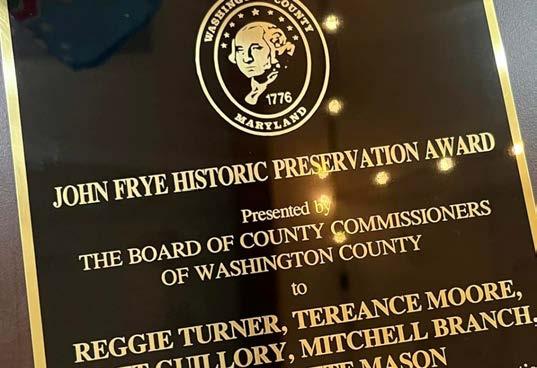 WASHINGTON COUNTY
1776
MARYLAND
JOHN FRYE HISTORIC PRESERVATION AWARD
Presented by
THE BOARD OF COUNTY COMMISSIONERS
OF WASHINGTON COUNTY
to
REGGIE TURNER, TEREANCE MOORE,
GUILLORY, MITCHELL BRANCH,
MASON